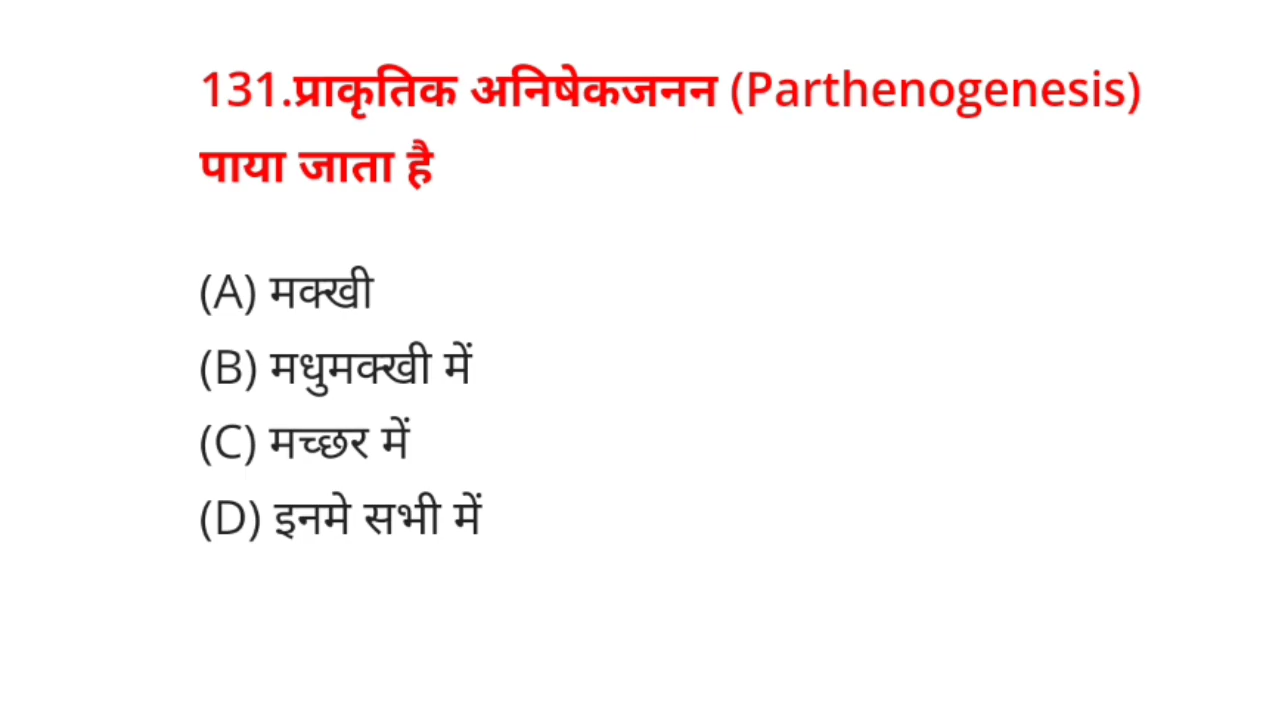 131.प्राकृतिक अनिषेकजनन (Parthenogenesis)
पाया जाता है
(A) मक्खी
(B) मधुमक्खी में
(C) मच्छर में
(D) इनमे सभी में